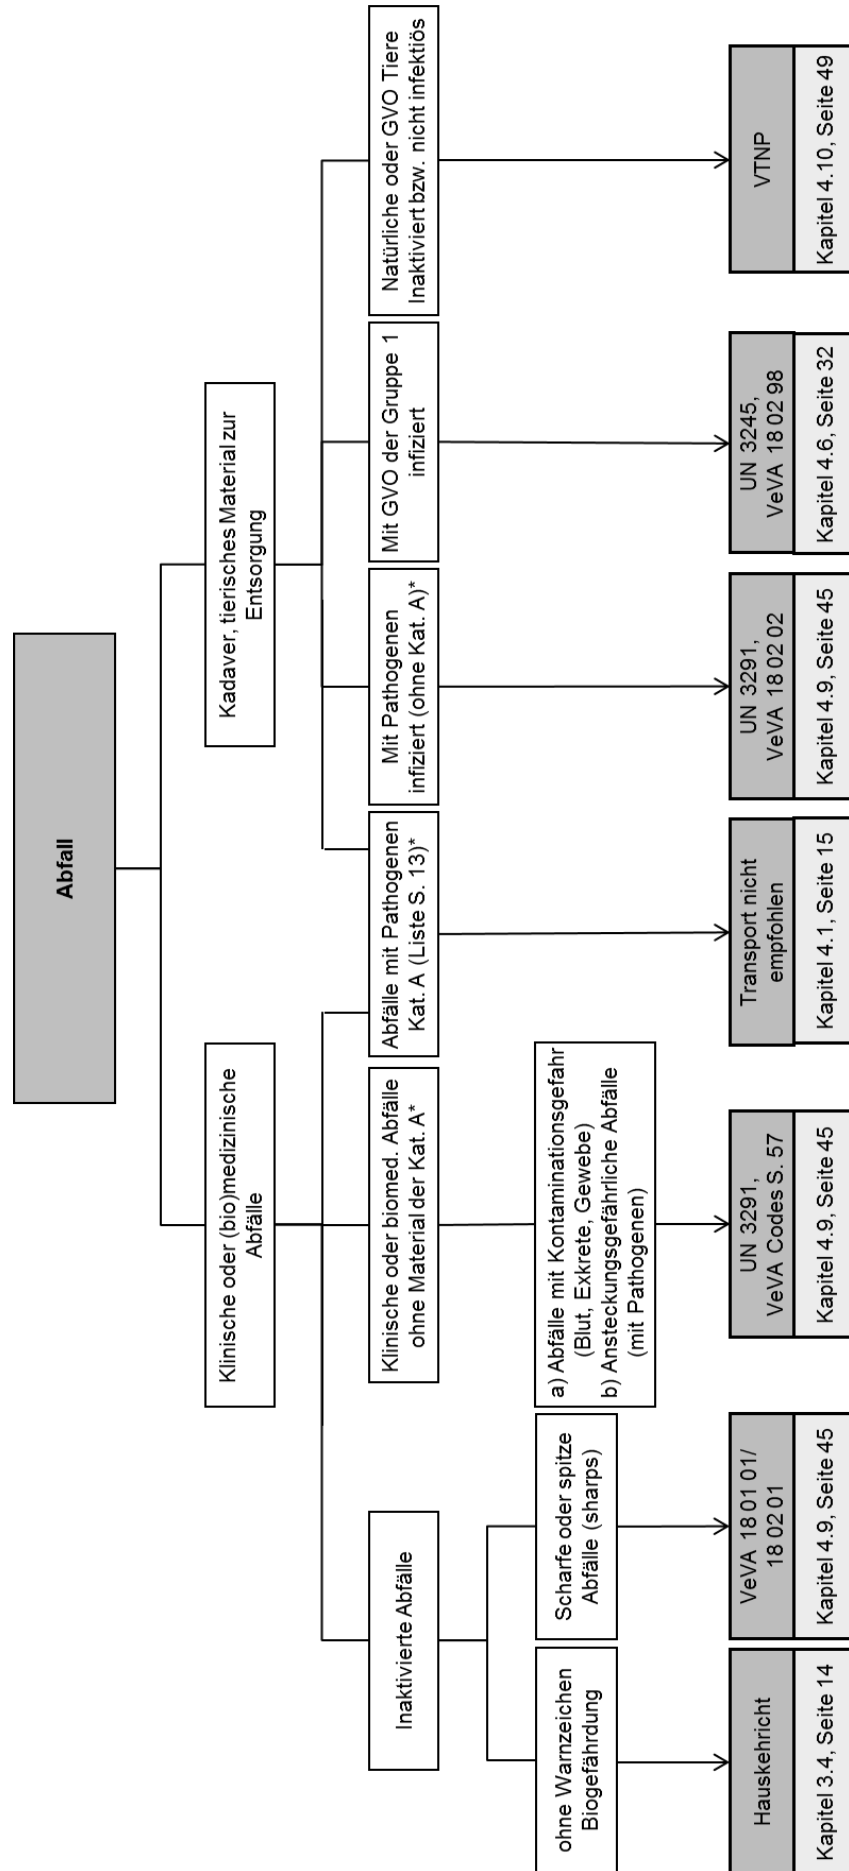 Abfall
Klinische oder (bio)medizinische
Abfälle
Kadaver, tierisches Material zur
Entsorgung
Inaktivierte Abfälle
Klinische oder biomed. Abfälle
ohne Material der Kat. A*
Abfälle mit Pathogenen
Kat. A (Liste S. 13)*
Mit Pathogenen
infiziert (ohne Kat. A)*
Mit GVO der Gruppe 1
infiziert
Natürliche oder GVO Tiere
Inaktiviert bzw. nicht infektiös
ohne Warnzeichen
Biogefährdung
Scharfe oder spitze
Abfälle (sharps)
a) Abfälle mit Kontaminationsgefahr
(Blut, Exkrete, Gewebe)
b) Ansteckungsgefährliche Abfälle
(mit Pathogenen)
Hauskehricht
Kapitel 3.4, Seite 14
VeVA 18 01 01/
18 02 01
Kapitel 4.9, Seite 45
UN 3291,
VeVA Codes S. 57
Kapitel 4.9, Seite 45
Transport nicht
empfohlen
Kapitel 4.1, Seite 15
UN 3291,
VeVA 18 02 02
Kapitel 4.9, Seite 45
UN 3245,
VeVA 18 02 98
Kapitel 4.6, Seite 32
VTNP
Kapitel 4.10, Seite 49